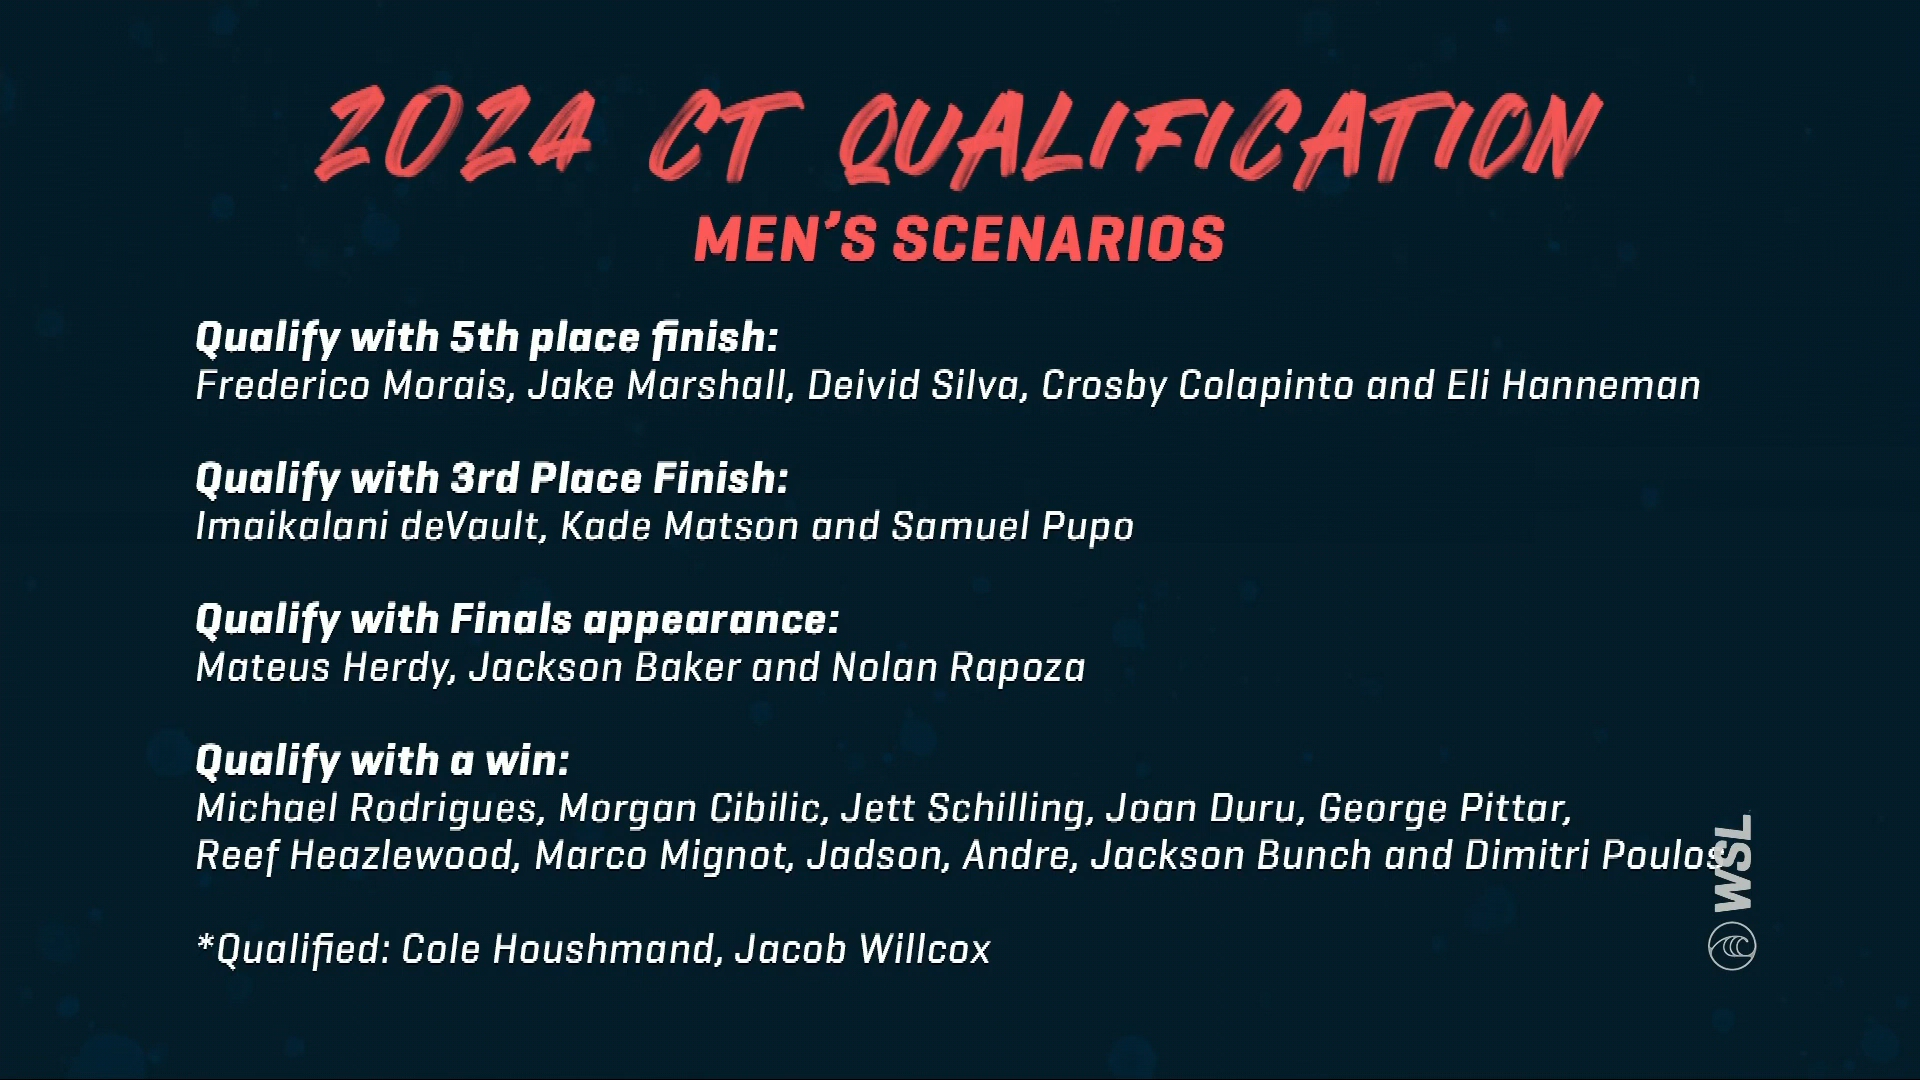 2024 CT QUALIFICATION
MEN'S SCENARIOS
Qualify with 5th place finish:
Frederico Morais, Jake Marshall, Deivid Silva, Crosby Colapinto and Eli Hanneman
Qualify with 3rd Place Finish:
Imaikalani deVault, Kade Matson and Samuel Pupo
Qualify with Finals appearance:
Mateus Herdy, Jackson Baker and Nolan Rapoza
Qualify with a win:
Michael Rodrigues, Morgan Cibilic, Jett Schilling, Joan Duru, George Pittar,
Reef Heazlewood, Marco Mignot, Jadson, Andre, Jackson Bunch and Dimitri Poulos
*Qualified: Cole Houshmand, Jacob Willcox
WSL